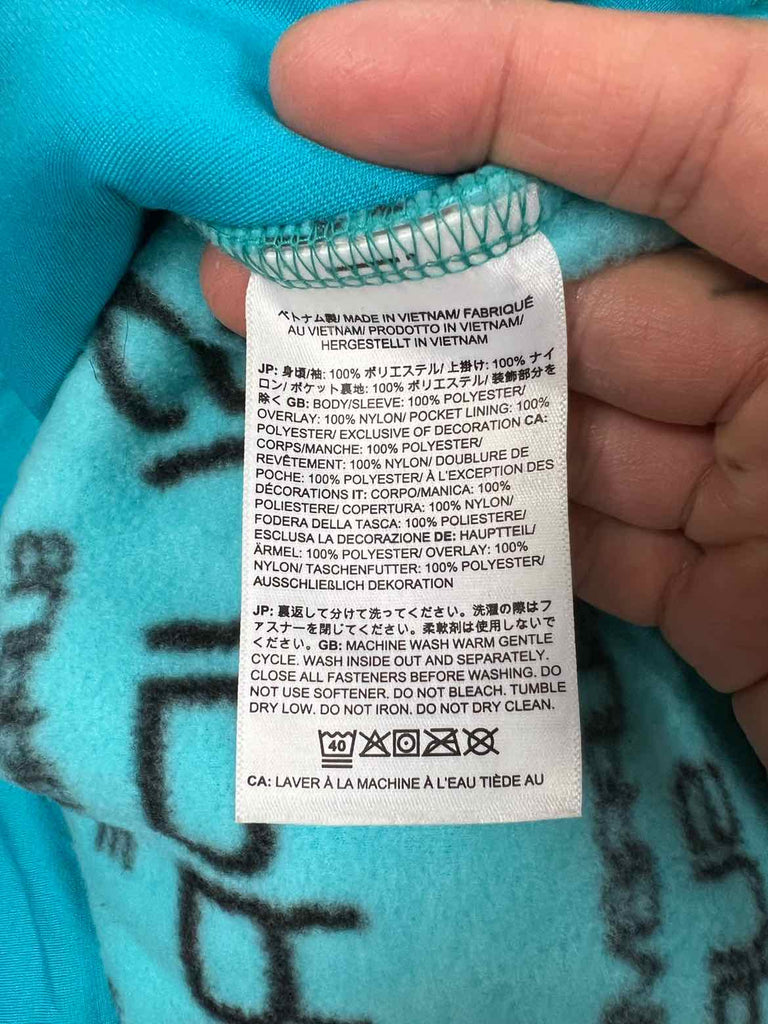 ベトナム製/ MADE IN VIETNAM/ FABRIQUÉ
AU VIETNAM/ PRODOTTO IN VIETNAM/
HERGESTELLT IN VIETNAM
JP: 身頃/袖: 100% ポリエステル/ 上掛け: 100% ナイ
ロン/ ポケット裏地: 100% ポリエステル/ 装飾部分を
除く GB: BODY/SLEEVE: 100% POLYESTER/
OVERLAY: 100% NYLON/ POCKET LINING: 100%
POLYESTER/ EXCLUSIVE OF DECORATION CA:
CORPS/MANCHE: 100% POLYESTER/
REVÊTEMENT: 100% NYLON/ DOUBLURE DE
POCHE: 100% POLYESTER/ À L'EXCEPTION DES
DÉCORATIONS IT: CORPO/MANICA: 100%
POLIESTERE/ COPERTURA: 100% NYLON/
FODERA DELLA TASCA: 100% POLIESTERE/
ESCLUSA LA DECORAZIONE DE: HAUPTTEIL/
ÄRMEL: 100% POLYESTER/ OVERLAY: 100%
NYLON/ TASCHENFUTTER: 100% POLYESTER/
AUSSCHLIEßLICH DEKORATION
JP: 裏返して分けて洗ってください。洗濯の際はフ
ァスナーを閉じてください。柔軟剤は使用しないで
ください。GB: MACHINE WASH WARM GENTLE
CYCLE. WASH INSIDE OUT AND SEPARATELY.
CLOSE ALL FASTENERS BEFORE WASHING. DO
NOT USE SOFTENER. DO NOT BLEACH. TUMBLE
DRY LOW. DO NOT IRON. DO NOT DRY CLEAN.
40
CA: LAVER À LA MACHINE À L'EAU TIÈDE AU